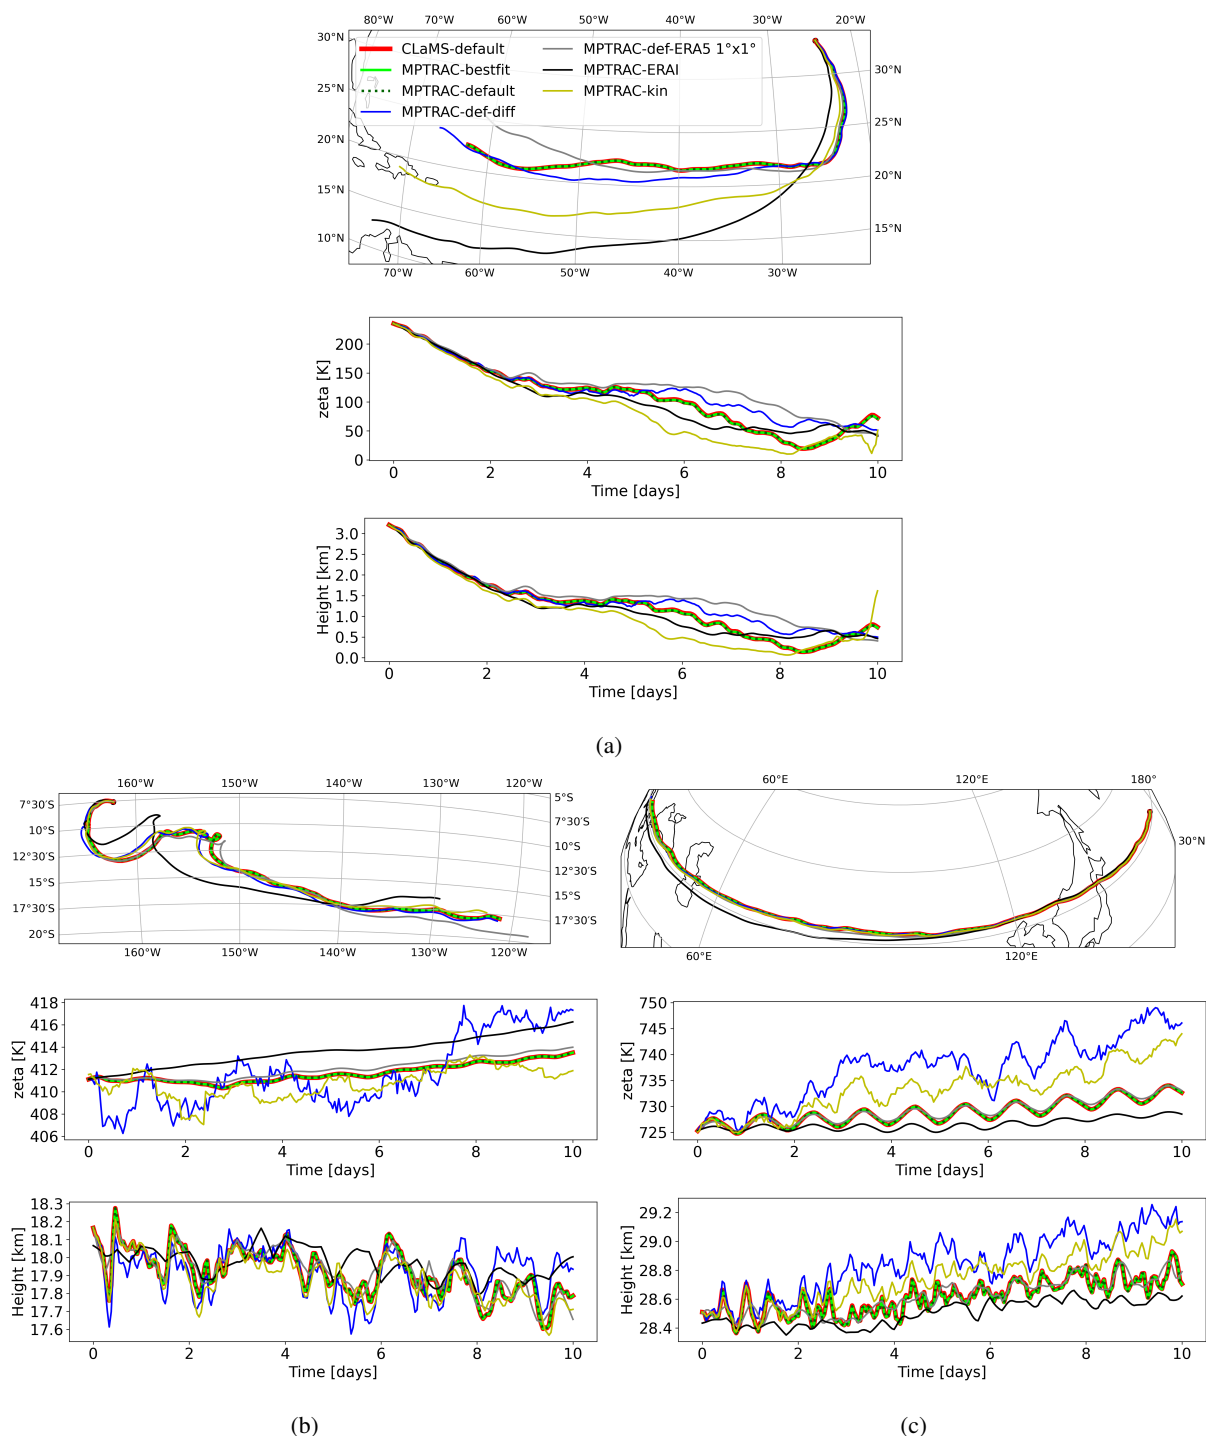 80°W 70°W 60°W 50°W 40°W 30°W 20°W
30°N
25°N
20°N
15°N
10°N
CLaMS-default
MPTRAC-bestfit
MPTRAC-default
MPTRAC-def-diff
MPTRAC-def-ERA5 1°x1°
MPTRAC-ERAI
MPTRAC-kin
30°N
25°N
20°N
15°N
70°W 60°W 50°W 40°W 30°W
zeta [K]
200
150
100
50
0
0 2 4 6 8 10
Time [days]
Height [km]
3.0
2.5
2.0
1.5
1.0
0.5
0.0
0 2 4 6 8 10
Time [days]
(a)
160°W 150°W 140°W 130°W 120°W
7°30'S
10°S
12°30'S
15°S
17°30'S
20°S
5°S
7°30'S
10°S
12°30'S
15°S
17°30'S
160°W 150°W 140°W 130°W 120°W
zeta [K]
418
416
414
412
410
408
406
0 2 4 6 8 10
Time [days]
Height [km]
18.3
18.2
18.1
18.0
17.9
17.8
17.7
17.6
0 2 4 6 8 10
Time [days]
(b)
60°E 120°E 180°
30°N
60°E 120°E
zeta [K]
750
745
740
735
730
725
0 2 4 6 8 10
Time [days]
Height [km]
29.2
29.0
28.8
28.6
28.4
0 2 4 6 8 10
Time [days]
(c)